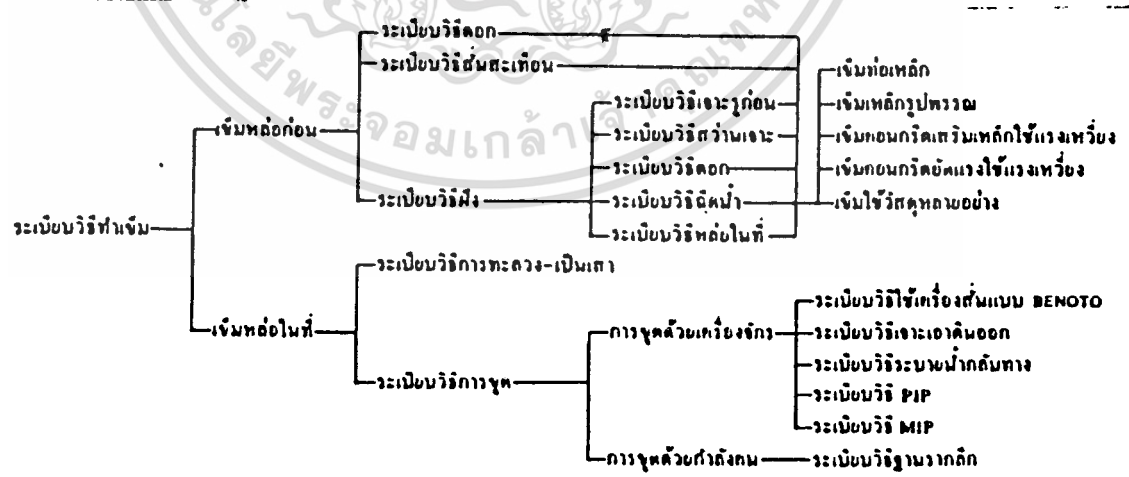 ระเบียบวิธีตอก
ระเบียบวิธีสั่นสะเทือน
เข็มท่อเหล็ก
ระเบียบวิธีเจาะรูก่อน
เข็มเหล็กรูปพรรณ
เข็มหล่อก่อน
ระเบียบวิธีสว่านเจาะ
เข็มคอนกรีตเสริมเหล็กใช้แรงเหวี่ยง
ระเบียบวิธีตอก
เข็มคอนกรีตอัดแรงใช้แรงเหวี่ยง
ระเบียบวิธีฝัง
ระเบียบวิธีฉีดน้ำ
เข็มใช้วัสดุหลายอย่าง
ระเบียบวิธีทำเข็ม
ระเบียบวิธีหล่อในที่
ระเบียบวิธีการทะลวง-เป็นเสา
ระเบียบวิธีใช้เครื่องสั่นแบบ BENOTO
เข็มหล่อในที่
การขุดด้วยเครื่องจักร
ระเบียบวิธีเจาะเอาดินออก
ระเบียบวิธีระบายน้ำกลับทาง
ระเบียบวิธีการขุด
ระเบียบวิธี PIP
ระเบียบวิธี MIP
การขุดด้วยกำลังคน
ระเบียบวิธีฐานรากลึก